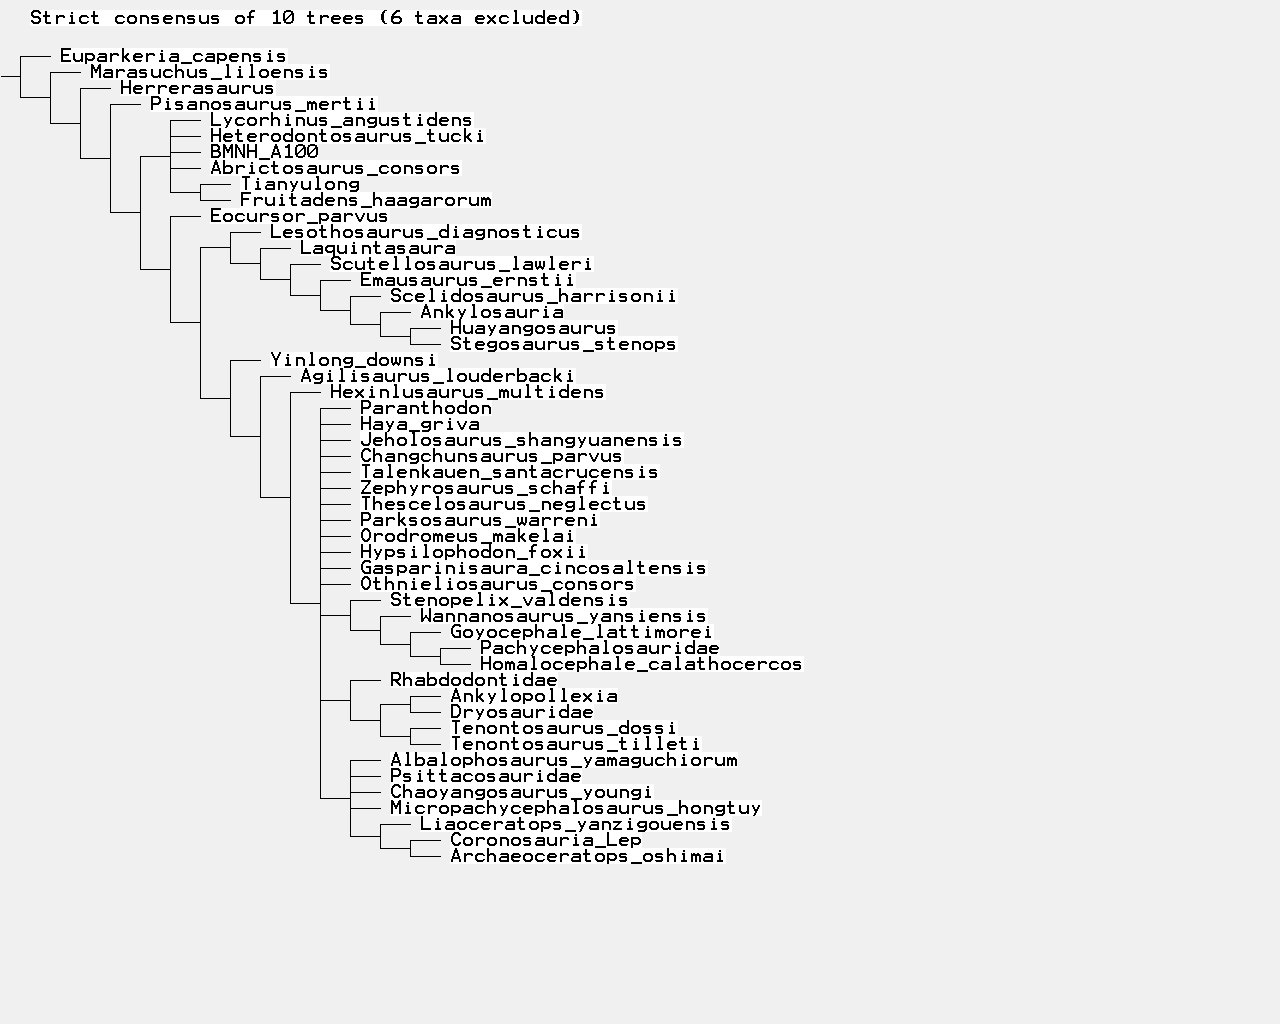 Strict consensus of 10 trees (6 taxa excluded)
Euparkeria_capensis
Marasuchus_liloensis
Herrerasaurus
Pisanosaurus_mertii
Lycorhinus_angustidens
Heterodontosaurus_tucki
BMNH_A100
Abrictosaurus_consors
Tianyulong
Fruitadens_haagarorum
Eocursor_parvus
Lesothosaurus_diagnosticus
Laquintasaura
Scutellosaurus_lawleri
Emausaurus_ernstii
Scelidosaurus_harrisonii
Ankylosauria
Huayangosaurus
Stegosaurus_stenops
Yinlong_downsi
Agilisaurus_louderbacki
Hexinlusaurus_multidens
Paranthodon
Haya_griva
Jeholosaurus_shangyuanensis
Changchunsaurus_parvus
Talenkauen_santacrucensis
Zephyrosaurus_schaffi
Thescelosaurus_neglectus
Parksosaurus_warreni
Orodromeus_makelai
Hypsilophodon_foxii
Gasparinisaura_cincosaltensis
Othnieliosaurus_consors
Stenopelix_valdensis
Wannanosaurus_yansiensis
Goyocephale_lattimorei
Pachycephalosauridae
Homalocephale_calathocercos
Rhabdodontidae
Ankylopollexia
Dryosauridae
Tenontosaurus_dossi
Tenontosaurus_tilleti
Albalophosaurus_yamaguchiorum
Psittacosauridae
Chaoyangosaurus_youngi
Micropachycephalosaurus_hongtuy
Liaoceratops_yanzigouensis
Coronosauria_Lep
Archaeoceratops_oshimai